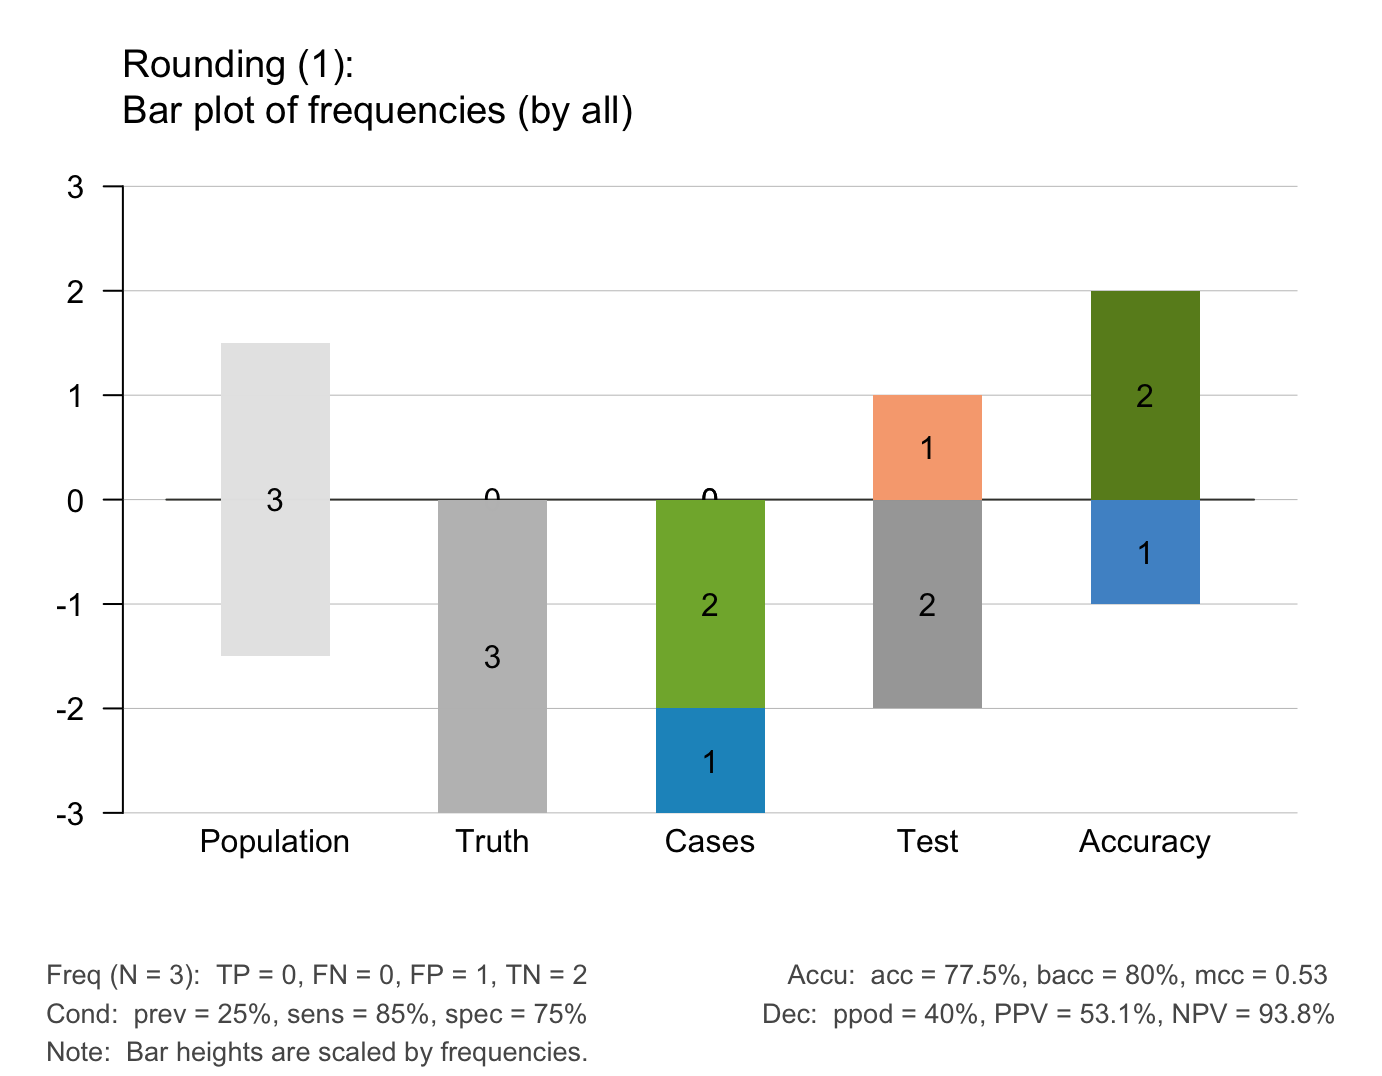 Rounding (1):
Bar plot of frequencies (by all)
3
2
1
0
-1
-2
-3
3
0
3
0
2
1
1
2
2
1
Population
Truth
Cases
Test
Accuracy
Freq (N = 3):  TP = 0, FN = 0, FP = 1, TN = 2
Cond:  prev = 25%, sens = 85%, spec = 75%
Note:  Bar heights are scaled by frequencies.
Accu:  acc = 77.5%, bacc = 80%, mcc = 0.53
Dec:  ppod = 40%, PPV = 53.1%, NPV = 93.8%